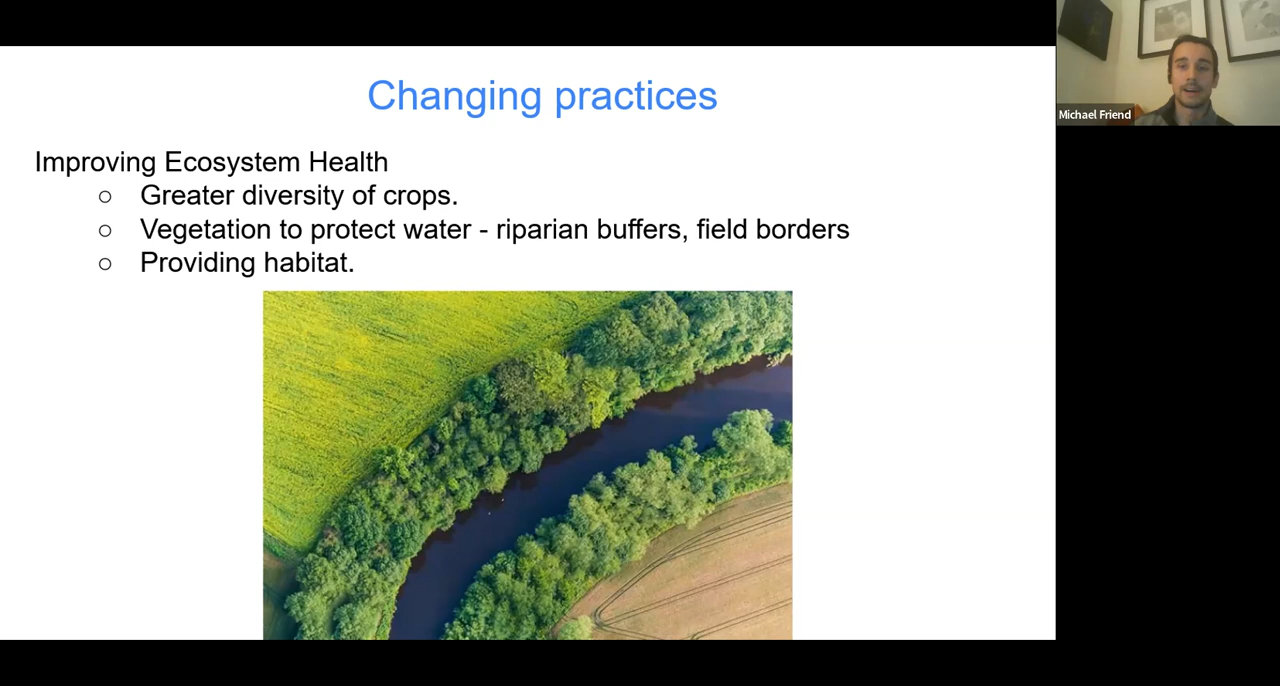 Changing practices
Improving Ecosystem Health
○ Greater diversity of crops.
○ Vegetation to protect water - riparian buffers, field borders
○ Providing habitat.
Michael Friend